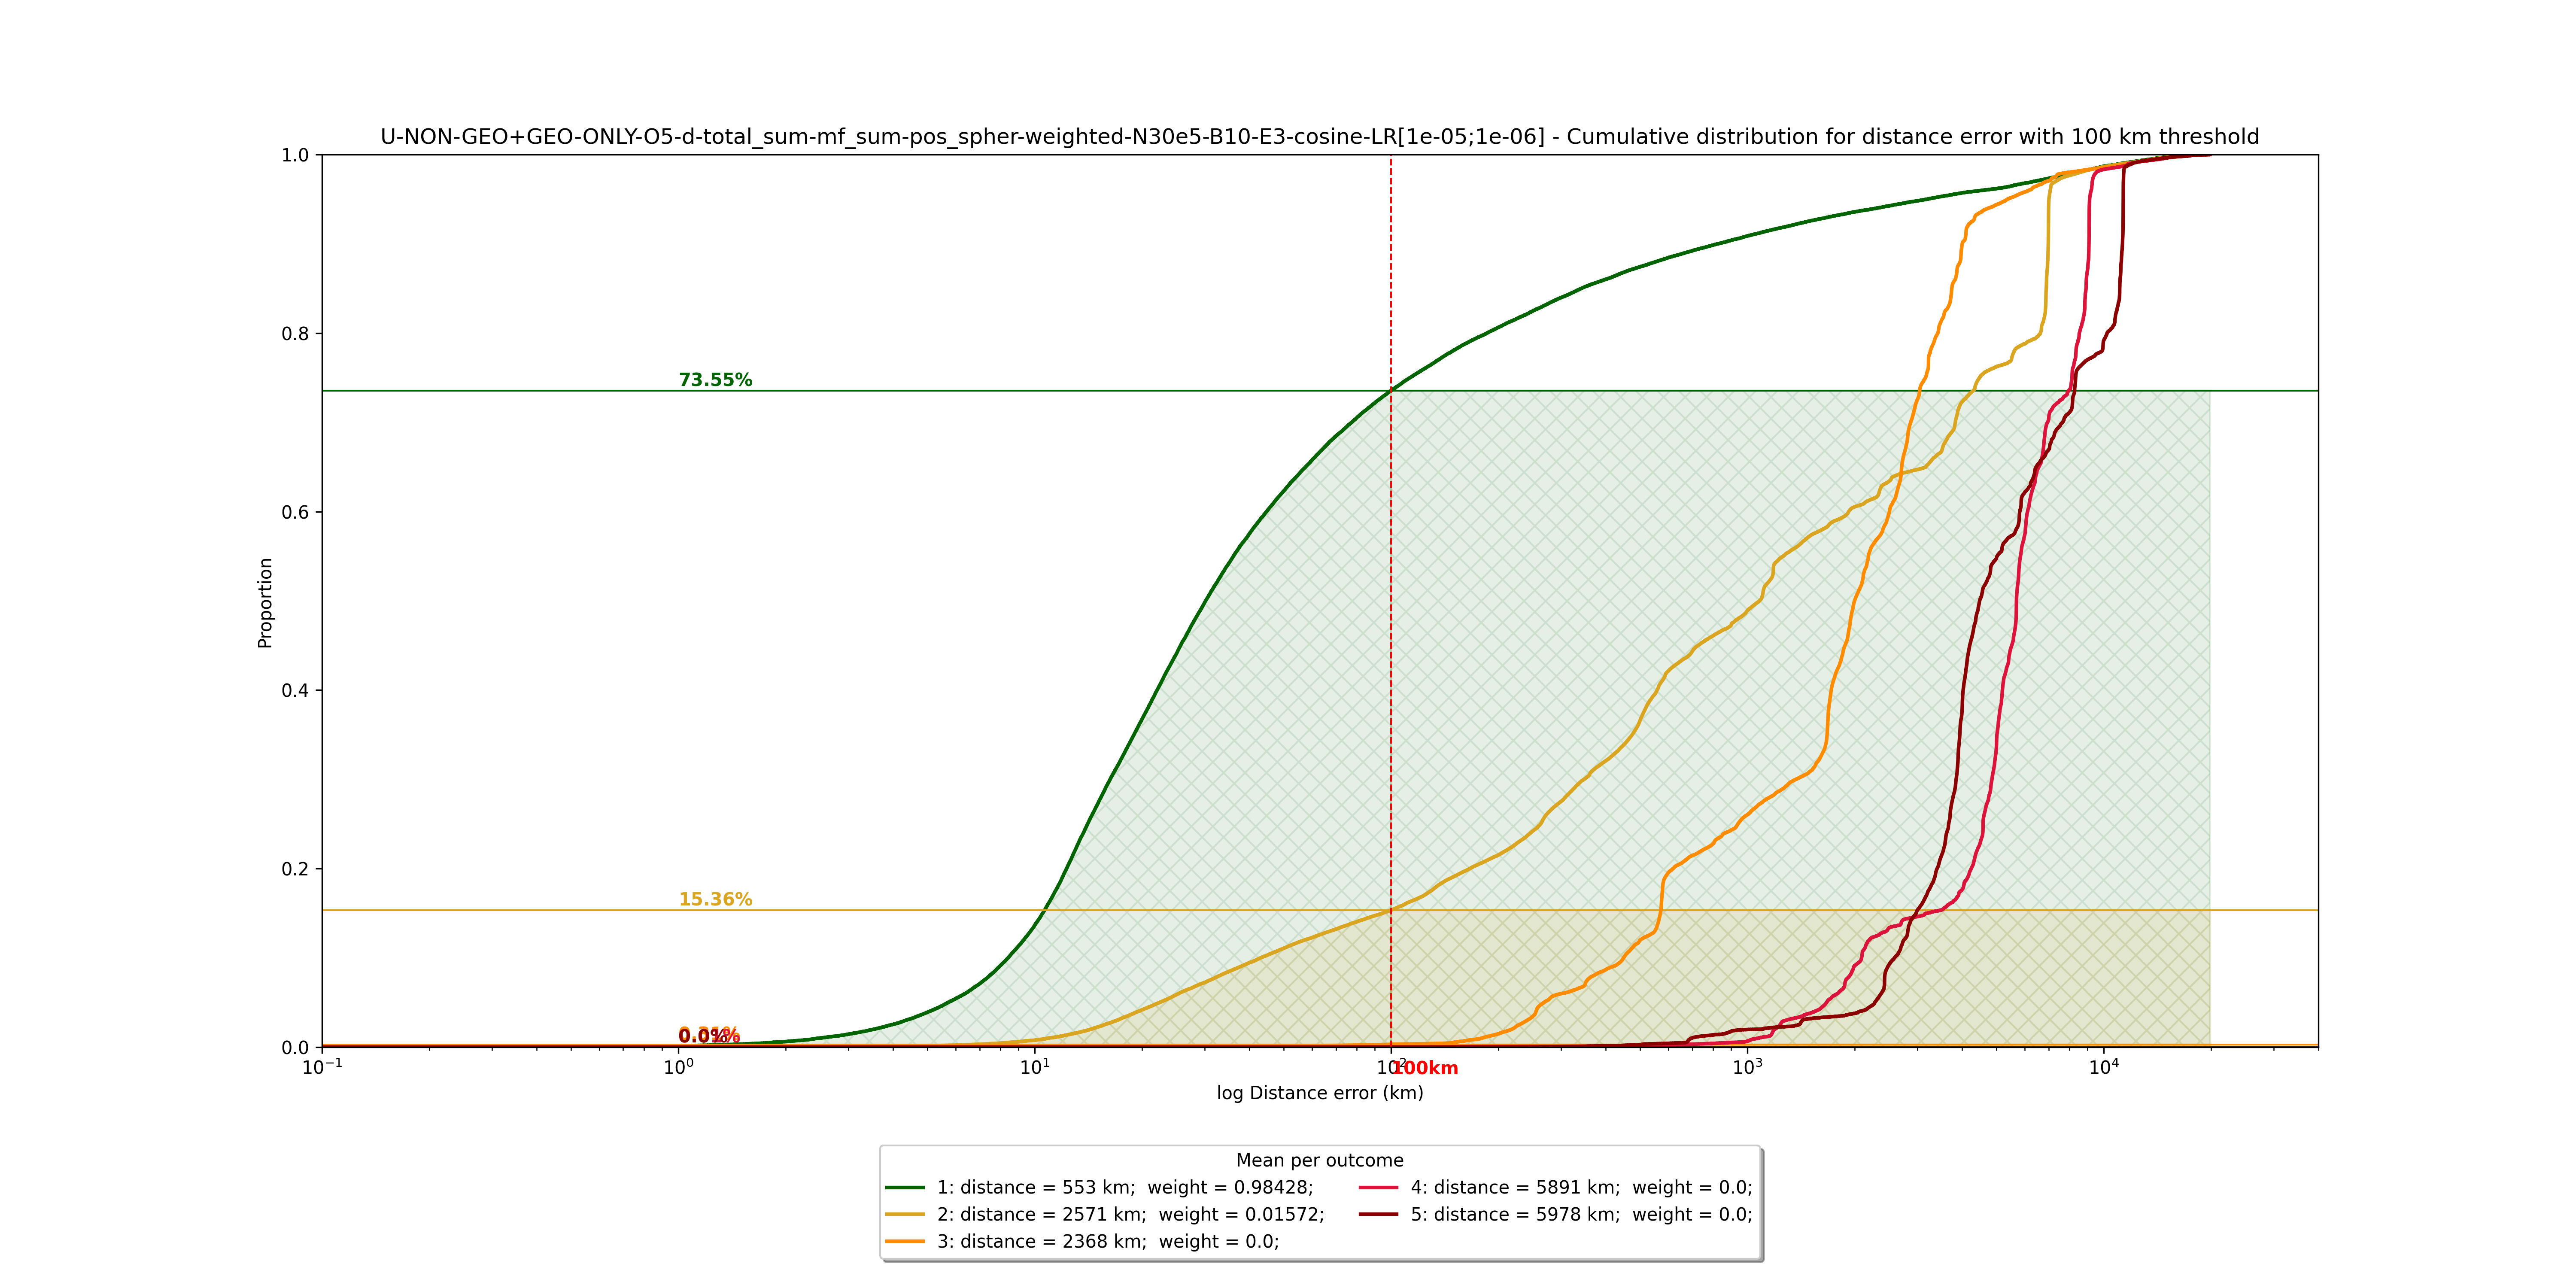 U-NON-GEO+GEO-ONLY-O5-d-total_sum-mf_sum-pos_spher-weighted-N30e5-B10-E3-cosine-LR[1e-05;1e-06] - Cumulative distribution for distance error with 100 km threshold
1.0
0.8
0.6
0.4
0.2
0.0
Proportion
73.55%
15.36%
10⁻¹
10⁰
10¹
10²
100km
10³
10⁴
log Distance error (km)
Mean per outcome
1: distance = 553 km;  weight = 0.98428;
2: distance = 2571 km;  weight = 0.01572;
3: distance = 2368 km;  weight = 0.0;
4: distance = 5891 km;  weight = 0.0;
5: distance = 5978 km;  weight = 0.0;